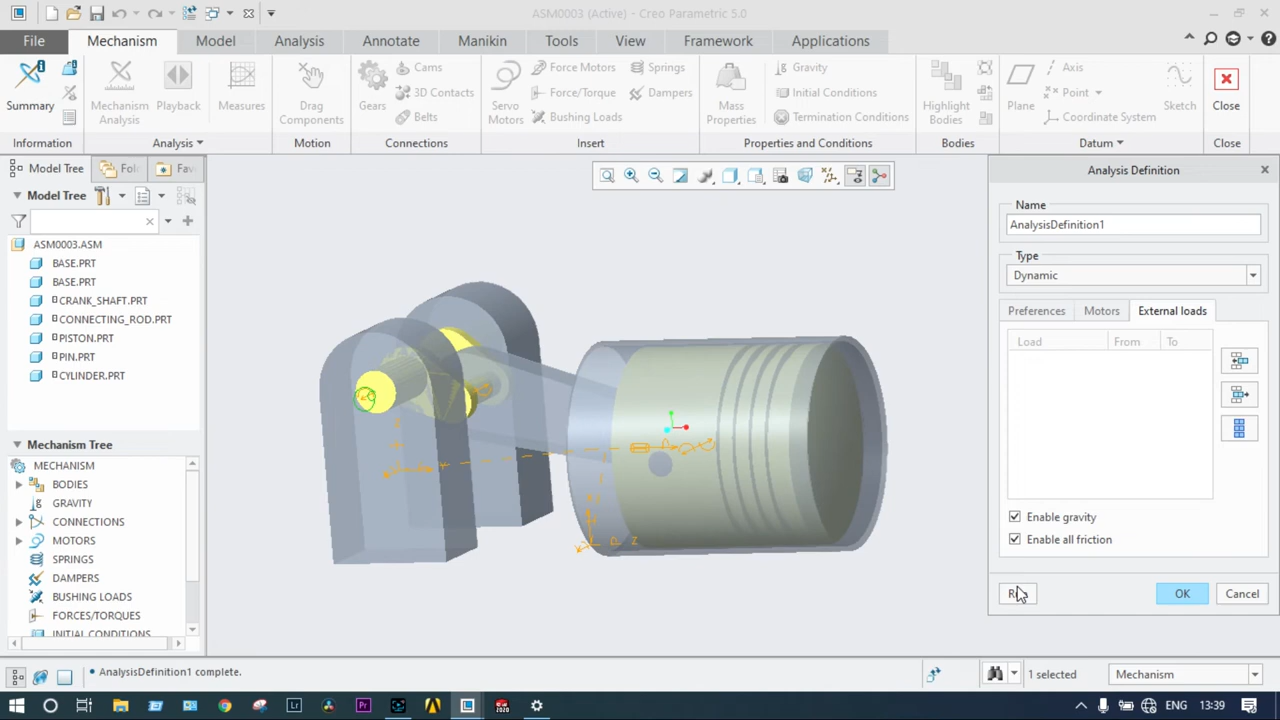 ASM0003 (Active) - Creo Parametric 5.0
File Mechanism Model Analysis Annotate Manikin Tools View Framework Applications
Summary
Mechanism Analysis
Playback
Measures
Drag Components
Gears
Cams
3D Contacts
Belts
Servo Motors
Force Motors
Force/Torque
Bushing Loads
Springs
Dampers
Mass Properties
Gravity
Initial Conditions
Termination Conditions
Highlight Bodies
Plane
Axis
Point
Coordinate System
Sketch
Close
Information Analysis Motion Connections Insert Properties and Conditions Bodies Datum Close
Model Tree Fol Fav
Model Tree
ASM0003.ASM
BASE.PRT
BASE.PRT
CRANK_SHAFT.PRT
CONNECTING_ROD.PRT
PISTON.PRT
PIN.PRT
CYLINDER.PRT
Mechanism Tree
MECHANISM
BODIES
GRAVITY
CONNECTIONS
MOTORS
SPRINGS
DAMPERS
BUSHING LOADS
FORCES/TORQUES
INITIAL CONDITIONS
Analysis Definition
Name
AnalysisDefinition1
Type
Dynamic
Preferences Motors External loads
Load From To
Enable gravity
Enable all friction
OK Cancel
AnalysisDefinition1 complete.
1 selected
Mechanism
ENG 13:39